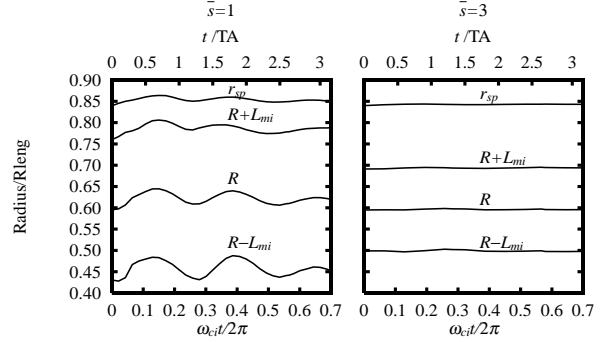 s̄=1
s̄=3
t /TA
t /TA
0 0.5 1 1.5 2 2.5 3
0 0.5 1 1.5 2 2.5 3
0.90
0.85
0.80
0.75
0.70
0.65
0.60
0.55
0.50
0.45
0.40
Radius/Rleng
r_sp
R+L_mi
R
R−L_mi
r_sp
R+L_mi
R
R−L_mi
0 0.1 0.2 0.3 0.4 0.5 0.6 0.7
0 0.1 0.2 0.3 0.4 0.5 0.6 0.7
ω_ci t/2π
ω_ci t/2π